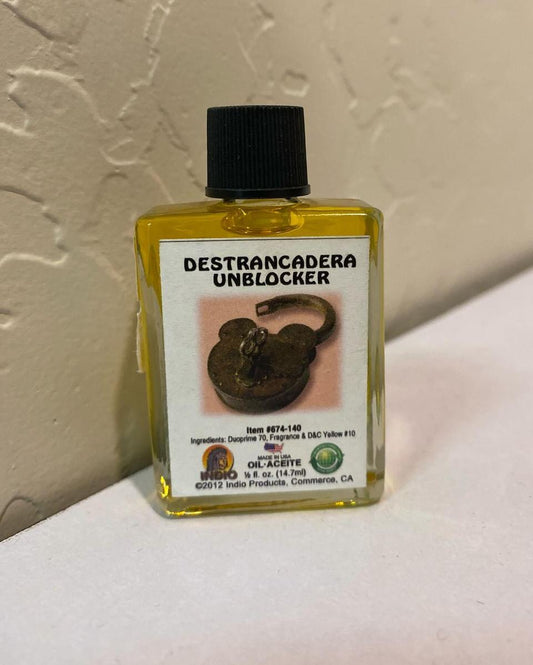 DESTRANCADERA
UNBLOCKER
Item #674-140
Ingredients: Duoprime 70, Fragrance & D&C Yellow #10
INDIO
MADE IN USA
OIL-ACEITE
½ fl. oz. (14.7ml)
©2012 Indio Products, Commerce, CA